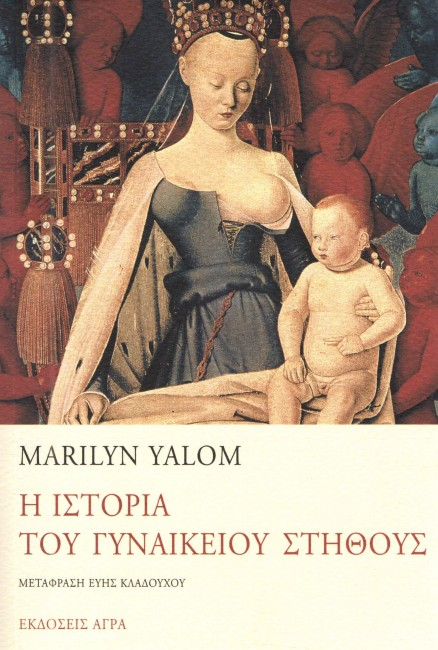 MARILYN YALOM
Η ΙΣΤΟΡΙΑ
ΤΟΥ ΓΥΝΑΙΚΕΙΟΥ ΣΤΗΘΟΥΣ
ΜΕΤΑΦΡΑΣΗ ΕΥΗΣ ΚΛΑΔΟΥΧΟΥ
ΕΚΔΟΣΕΙΣ ΑΓΡΑ